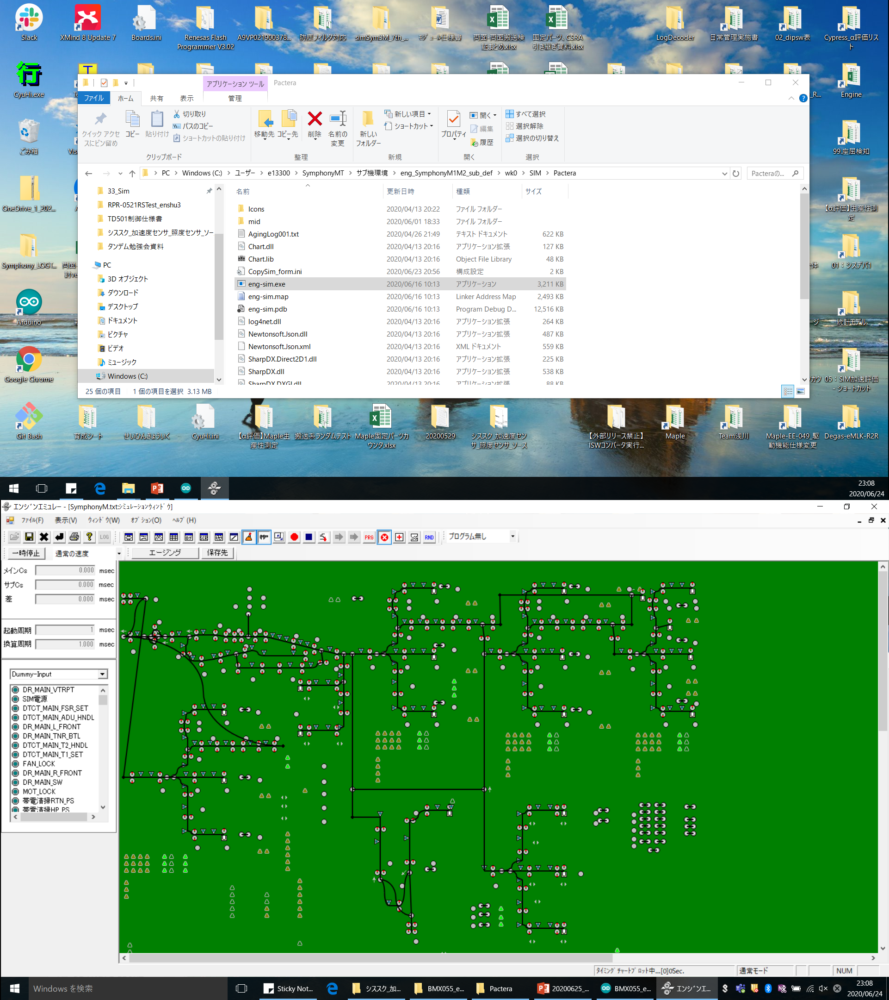 Slack
XMind 8 Update 7
Boards.ini
Renesas Flash Programmer V3.02
A9VP021900378...
防塵フィルタ対応
simSym3M_7th_...
モジュール仕様書
両面-両面搬送検証まとめ.xlsx
固定パーツ、CSRA引き継ぎ資料.xlsx
LogDecoder
日常管理実施書
02_dipsw表
Cypress_α評価リスト
行
CyuHi.exe
Engine
ごみ箱
99.座屈検知
OneDrive_1_202...
【α評価】生産性測定
Symphony_LOGT...
01：システバ1
Arduino
統計モデル
Google Chrome
05：SIM加速評価 - ショートカット
アプリケーション ツール
Pactera
ファイル
ホーム
共有
表示
管理
クイック アクセスにピン留め
コピー
貼り付け
切り取り
パスのコピー
ショートカットの貼り付け
クリップボード
移動先
コピー先
削除
名前の変更
整理
新しいフォルダー
新しい項目
ショートカット
新規
プロパティ
開く
編集
履歴
開く
すべて選択
選択解除
選択の切り替え
選択
PC
Windows (C:)
ユーザー
e13300
SymphonyMT
サブ機環境
eng_SymphonyM1M2_sub_def
wk0
SIM
Pactera
Pacteraの...
33_Sim
RPR-0521RSTest_enshu3
TD501制御仕様書
シススク_加速度センサ_照度センサ_ソー
タンデム勉強会資料
PC
3D オブジェクト
ダウンロード
デスクトップ
ドキュメント
ピクチャ
ビデオ
ミュージック
Windows (C:)
名前 更新日時 種類 サイズ
Icons 2020/04/13 20:22 ファイル フォルダー
mid 2020/06/01 18:33 ファイル フォルダー
AgingLog001.txt 2020/04/26 21:49 テキスト ドキュメント 622 KB
Chart.dll 2020/04/13 20:16 アプリケーション拡張 127 KB
Chart.lib 2020/04/13 20:16 Object File Library 48 KB
CopySim_form.ini 2020/06/23 20:56 構成設定 2 KB
eng-sim.exe 2020/06/16 10:13 アプリケーション 3,211 KB
eng-sim.map 2020/06/16 10:13 Linker Address Map 2,493 KB
eng-sim.pdb 2020/06/16 10:13 Program Debug D... 12,516 KB
log4net.dll 2020/04/13 20:16 アプリケーション拡張 264 KB
Newtonsoft.Json.dll 2020/04/13 20:16 アプリケーション拡張 487 KB
Newtonsoft.Json.xml 2020/04/13 20:16 XML ドキュメント 559 KB
SharpDX.Direct2D1.dll 2020/04/13 20:16 アプリケーション拡張 225 KB
SharpDX.dll 2020/04/13 20:16 アプリケーション拡張 538 KB
SharpDX.DXGI.dll 2020/04/13 20:16 アプリケーション拡張 88 KB
25 個の項目 1 個の項目を選択 3.13 MB
Git Bash
育成シート
せいひんきょういく
CyuHi.ini
【α評価】Maple生産性測定
搬送系ランダムテスト
Maple固定パーツカウンタ.xlsx
20200529
シススク_加速度センサ_照度センサ_ソース
【外部リリース禁止】ISWコンバータ実行...
Maple
Team浅川
Maple-EE-049_駆動機能仕様変更
Degas-eMLK-R2R
23:08
2020/06/24
エンジンエミュレー - [SymphonyM.txt:シミュレーションウィンドウ]
ファイル(F) 表示(V) ウィンドウ(W) オプション(O) ヘルプ(H)
LOG
PRG
RND
プログラム無し
一時停止
通常の速度
エージング
保存先
メインCs 0.000 msec
サブCs 0.000 msec
差 0.000 msec
起動周期 1 msec
換算周期 1.000 msec
Dummy-Input
DR_MAIN_VTRPT
SIM電源
DTCT_MAIN_FSR_SET
DTCT_MAIN_ADU_HNDL
DR_MAIN_L_FRONT
DR_MAIN_TNR_BTL
DTCT_MAIN_T2_HNDL
DTCT_MAIN_T1_SET
FAN_LOCK
DR_MAIN_R_FRONT
DR_MAIN_SW
MOT_LOCK
帯電清掃RTN_PS
帯電清掃HP_PS
タイミングチャートプロット中...[0]0Sec.
通常モード
NUM
Windows を検索
Sticky Not...
シススク_加...
BMX055_e...
Pactera
20200625_...
BMX055_e...
エンジンエ...
23:08
2020/06/24